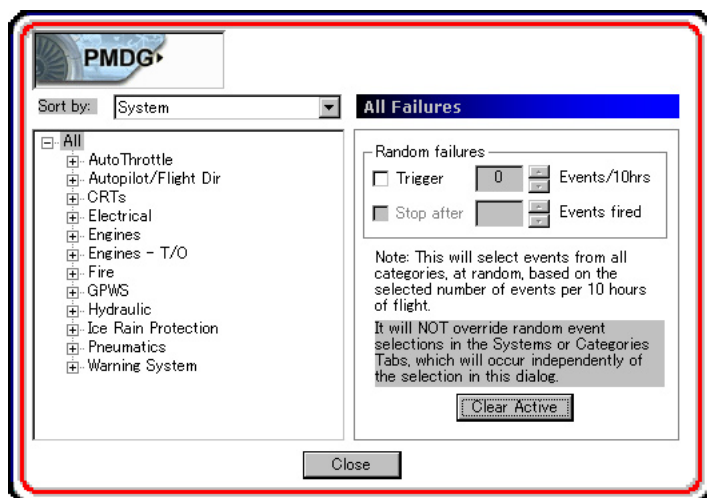 PMDG
Sort by: System
All
AutoThrottle
Autopilot/Flight Dir
CRTs
Electrical
Engines
Engines - T/O
Fire
GPWS
Hydraulic
Ice Rain Protection
Pneumatics
Warning System
All Failures
Random failures
Trigger 0 Events/10hrs
Stop after Events fired
Note: This will select events from all
categories, at random, based on the
selected number of events per 10 hours
of flight.
It will NOT override random event
selections in the Systems or Categories
Tabs, which will occur independently of
the selection in this dialog.
Clear Active
Close